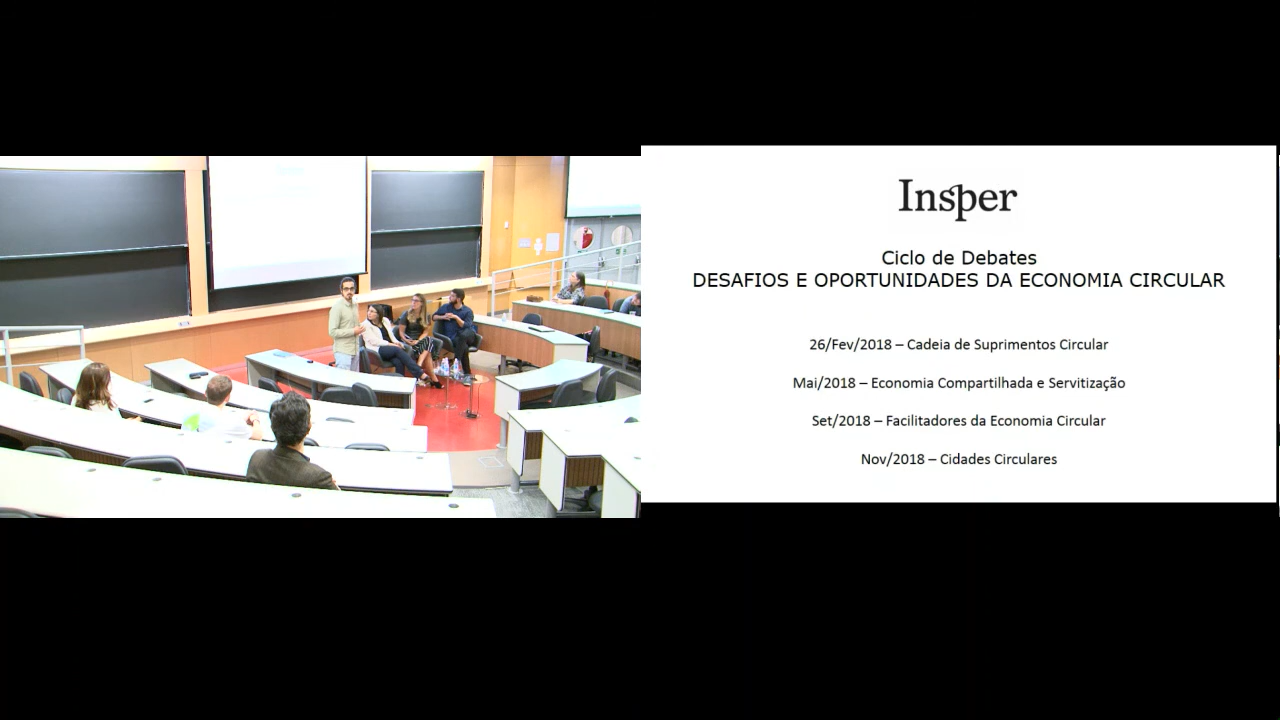 Insper
Ciclo de Debates
DESAFIOS E OPORTUNIDADES DA ECONOMIA CIRCULAR
26/Fev/2018 – Cadeia de Suprimentos Circular
Mai/2018 – Economia Compartilhada e Servitização
Set/2018 – Facilitadores da Economia Circular
Nov/2018 – Cidades Circulares